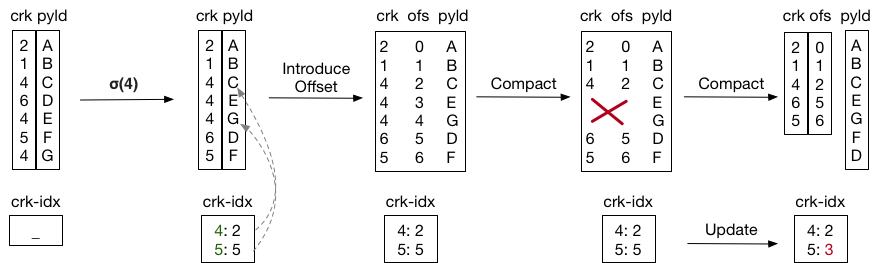 crk pyld
2 A
1 B
4 C
6 D
4 E
5 F
4 G
crk-idx
_
σ(4)
crk pyld
2 A
1 B
4 C
4 E
4 G
6 D
5 F
crk-idx
4: 2
5: 5
Introduce
Offset
crk ofs pyld
2 0 A
1 1 B
4 2 C
4 3 E
4 4 G
6 5 D
5 6 F
crk-idx
4: 2
5: 5
Compact
crk ofs pyld
2 0 A
1 1 B
4 2 C
E
G
6 5 D
5 6 F
crk-idx
4: 2
5: 5
Compact
Update
crk ofs pyld
2 0 A
1 1 B
4 2 C
6 5 E
5 6 G
F
D
crk-idx
4: 2
5: 3